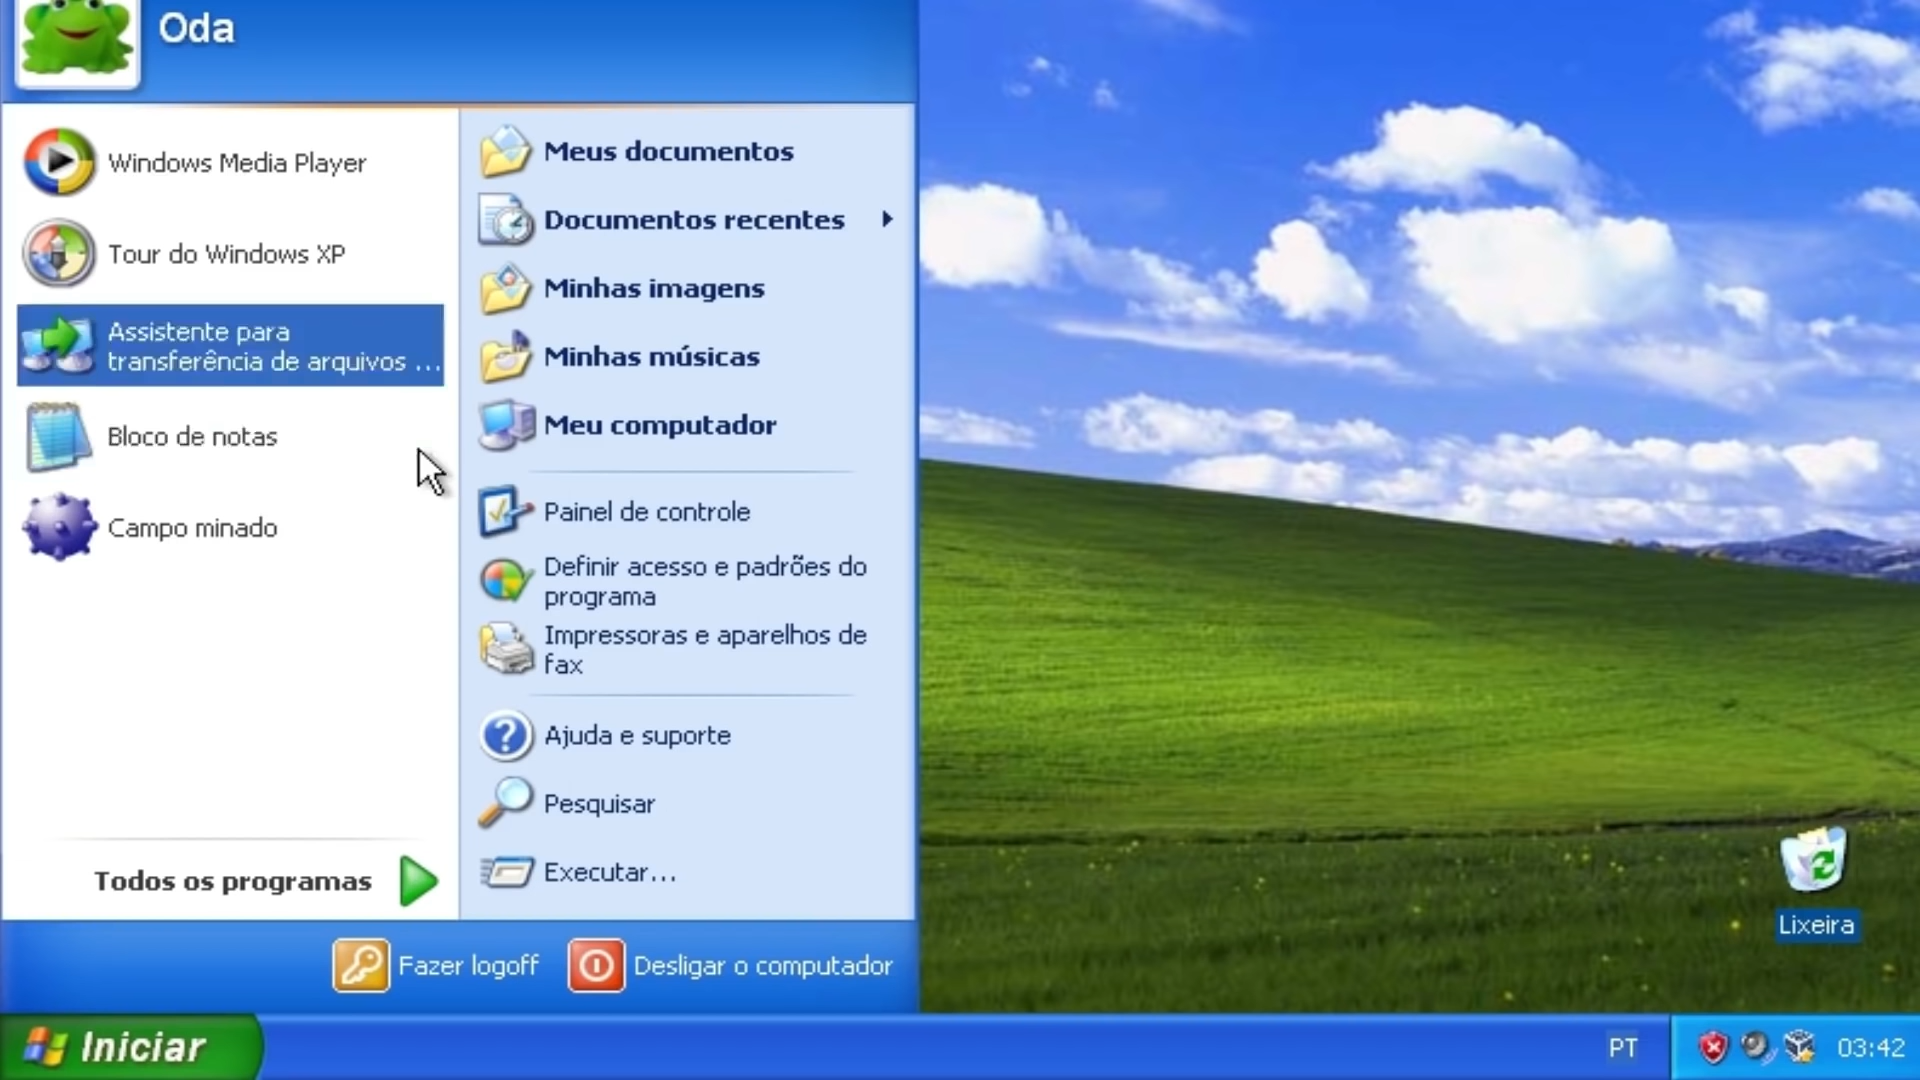 Oda
Windows Media Player
Tour do Windows XP
Assistente para
transferência de arquivos ...
Bloco de notas
Campo minado
Todos os programas
Meus documentos
Documentos recentes
Minhas imagens
Minhas músicas
Meu computador
Painel de controle
Definir acesso e padrões do
programa
Impressoras e aparelhos de
fax
Ajuda e suporte
Pesquisar
Executar...
Fazer logoff
Desligar o computador
Lixeira
Iniciar
PT
03:42